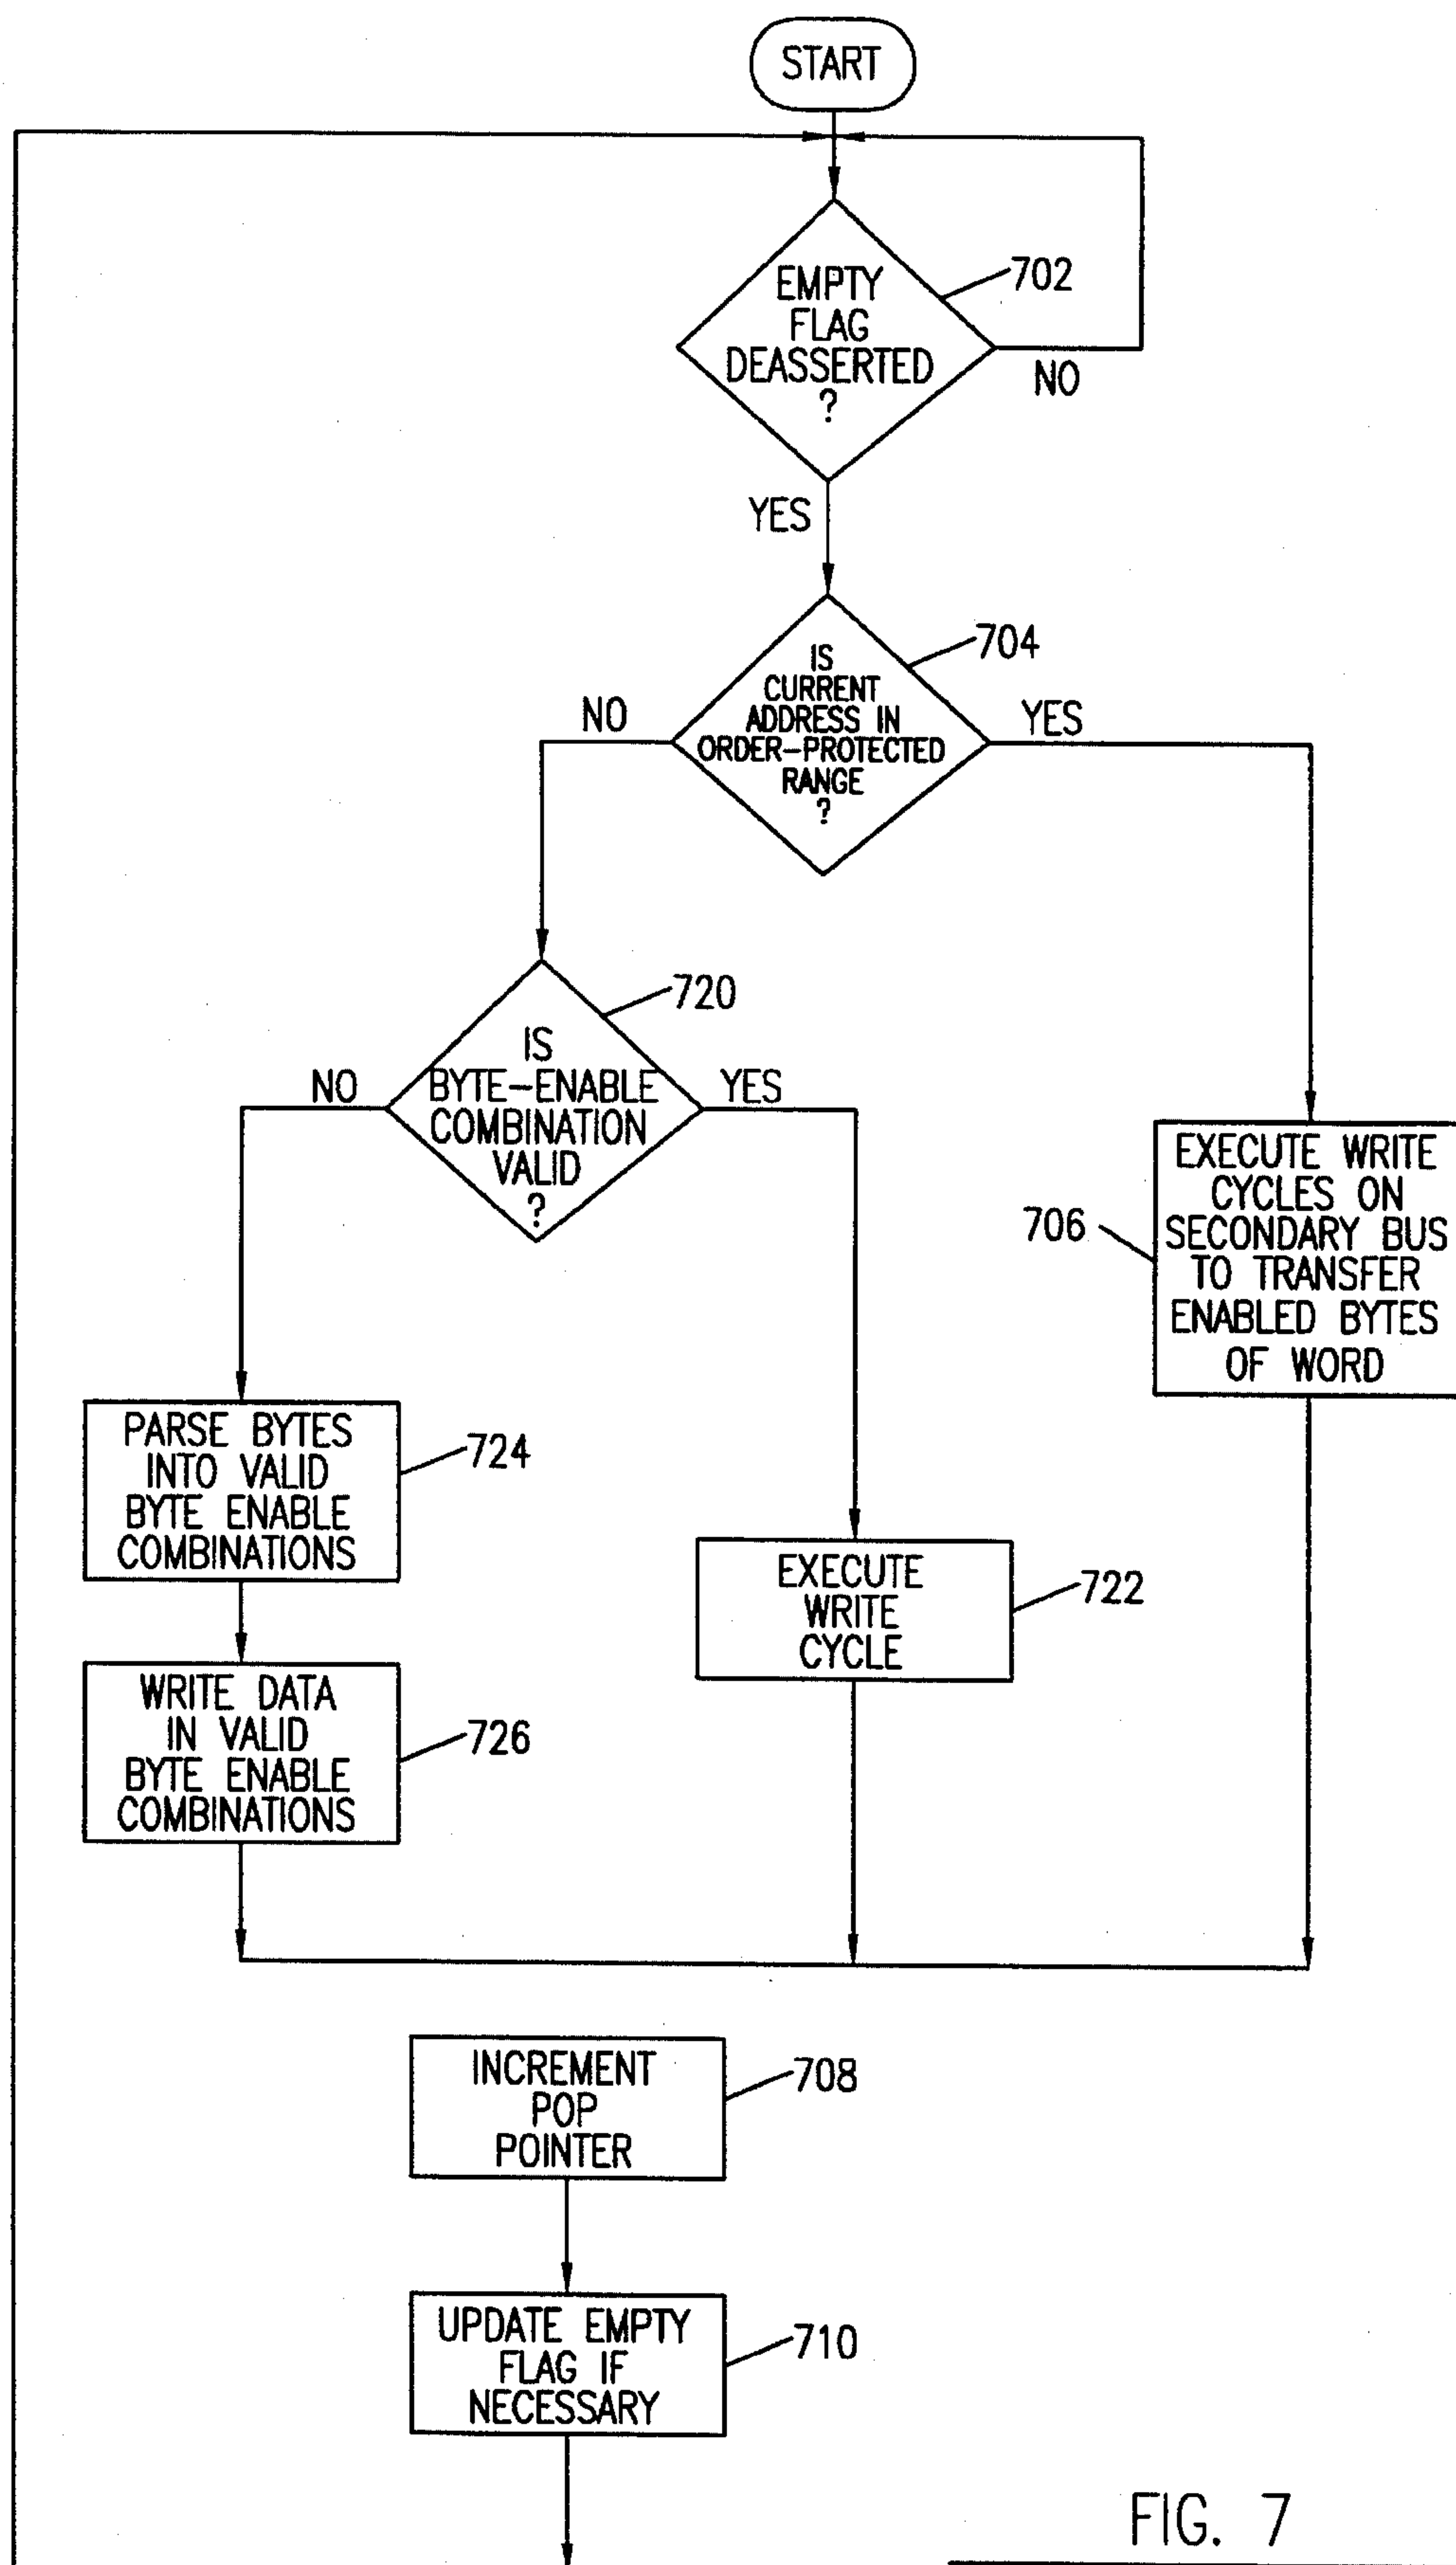 START
702
EMPTY
FLAG
DEASSERTED
?
NO
YES
704
IS
CURRENT
ADDRESS IN
ORDER-PROTECTED
RANGE
?
NO
YES
720
IS
BYTE-ENABLE
COMBINATION
VALID
?
NO
YES
706
EXECUTE WRITE
CYCLES ON
SECONDARY BUS
TO TRANSFER
ENABLED BYTES
OF WORD
PARSE BYTES
INTO VALID
BYTE ENABLE
COMBINATIONS
724
EXECUTE
WRITE
CYCLE
722
WRITE DATA
IN VALID
BYTE ENABLE
COMBINATIONS
726
INCREMENT
POP
POINTER
708
UPDATE EMPTY
FLAG IF
NECESSARY
710
FIG. 7